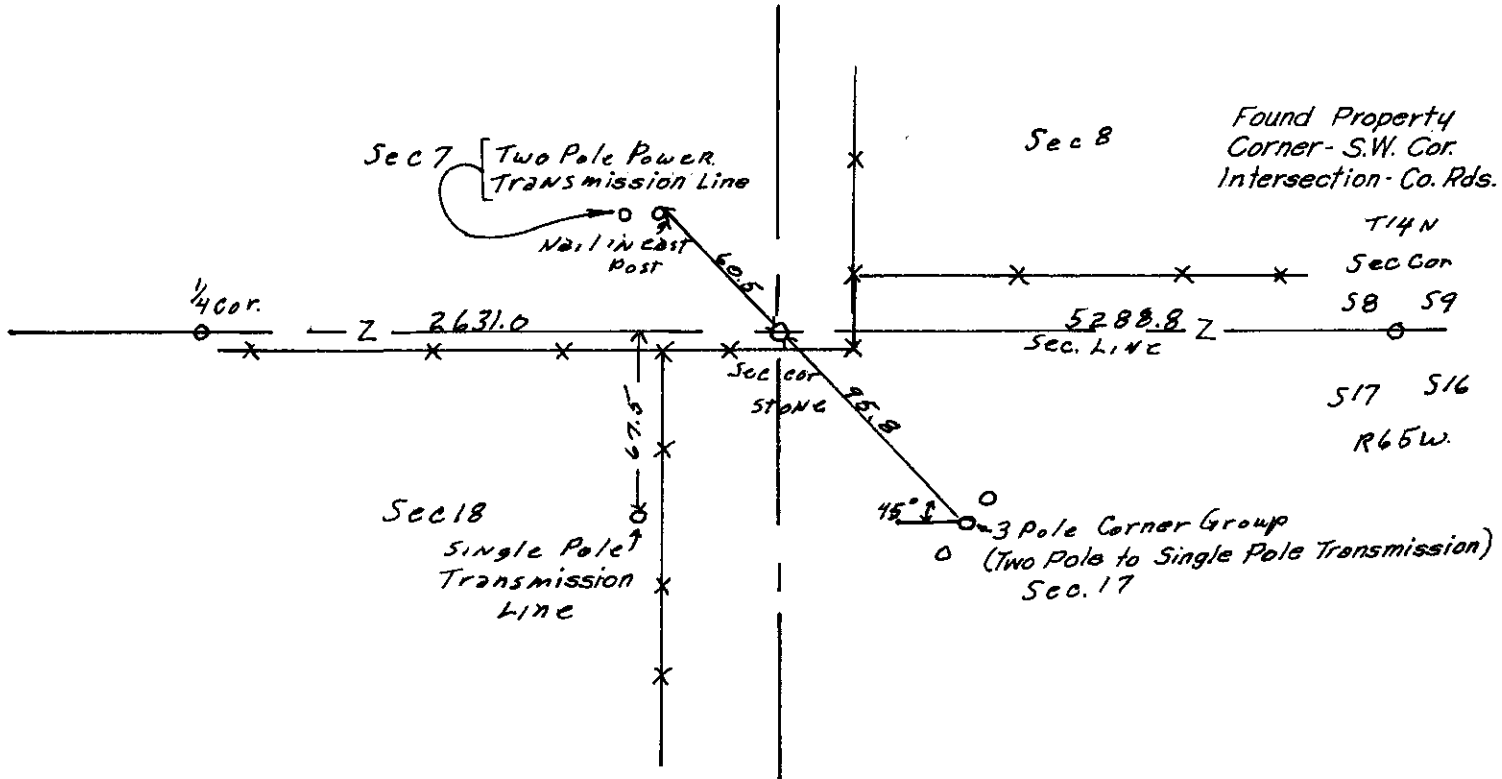 Sec 7
Two Pole Power
Transmission Line
Nail in east
post
60.5
Sec 8
Found Property
Corner - S.W. Cor.
Intersection - Co. Rds.
T14N
Sec Cor
S8 S9
1/4 cor.
Z 2631.0
5288.8 Z
Sec. Line
Sec cor
Stone
S17 S16
R65W.
67.5
95.8
Sec 18
Single Pole
Transmission
Line
45°
3 Pole Corner Group
(Two Pole to Single Pole Transmission)
Sec. 17